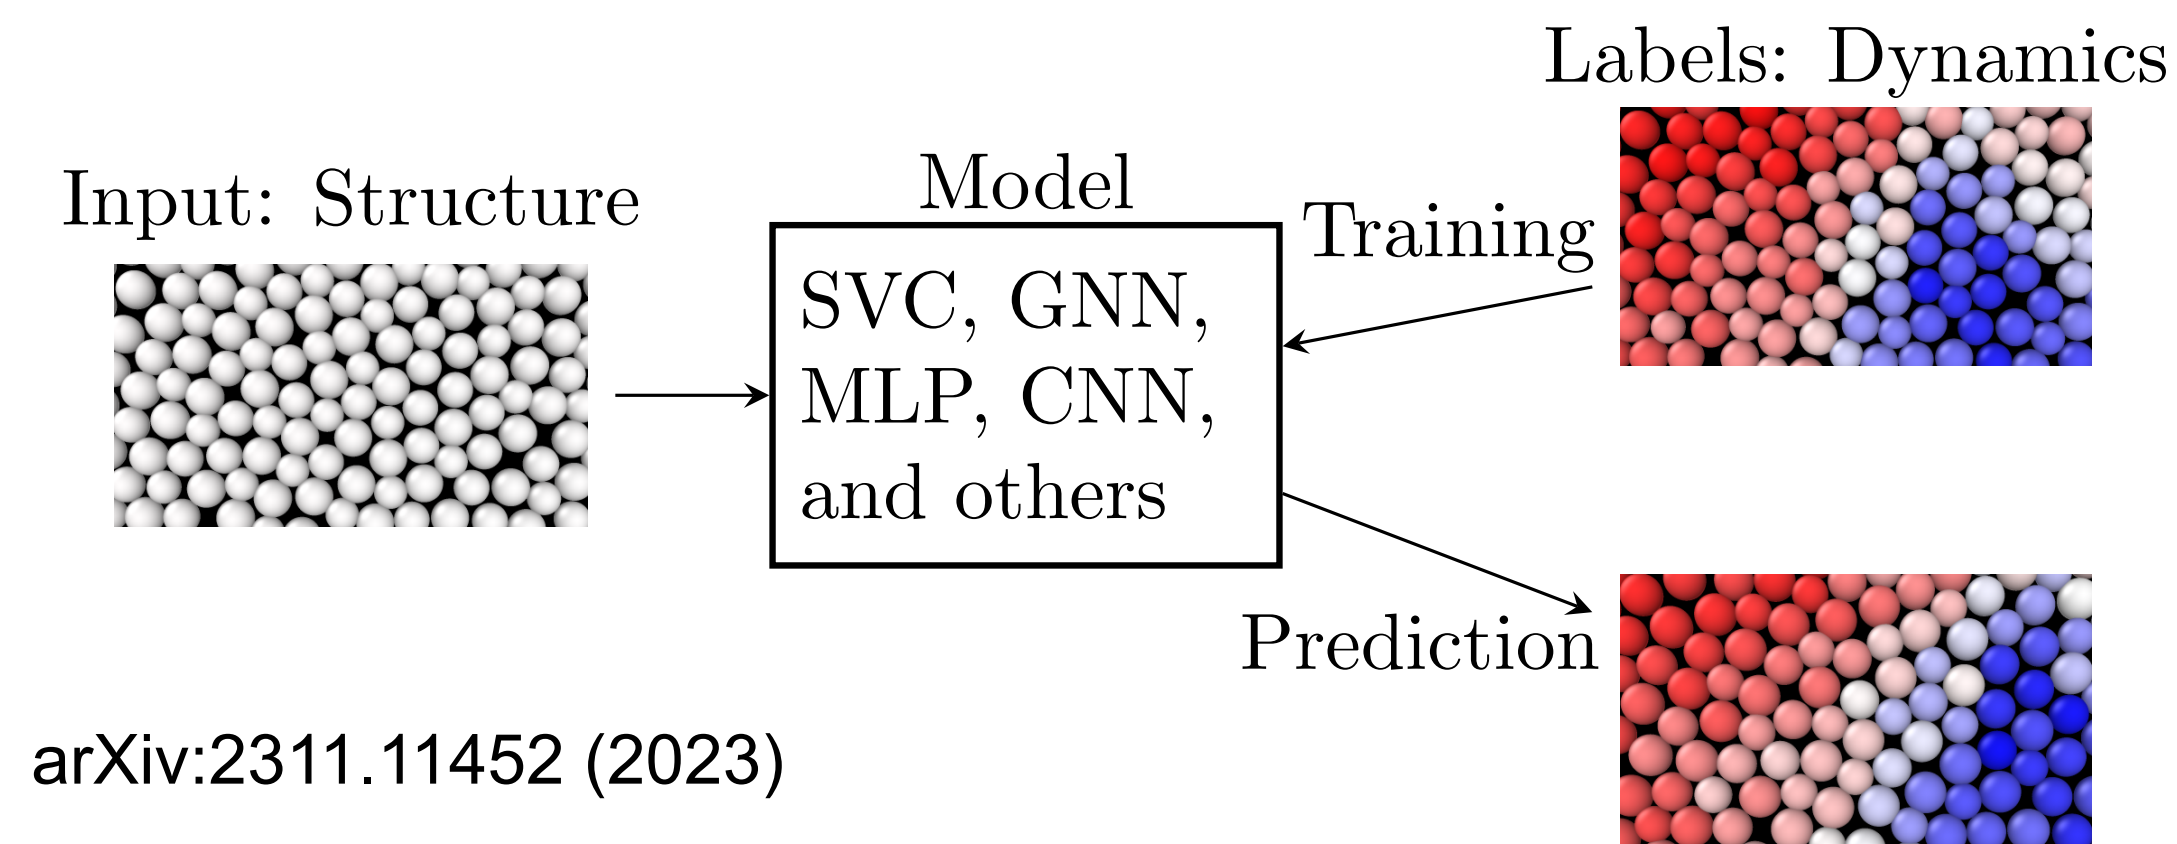 Input: Structure
Model
SVC, GNN,
MLP, CNN,
and others
Labels: Dynamics
Training
Prediction
arXiv:2311.11452 (2023)